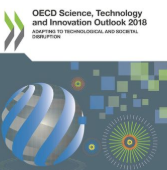 OECD Science, Technology
and Innovation Outlook 2018
ADAPTING TO TECHNOLOGICAL AND SOCIETAL
DISRUPTION